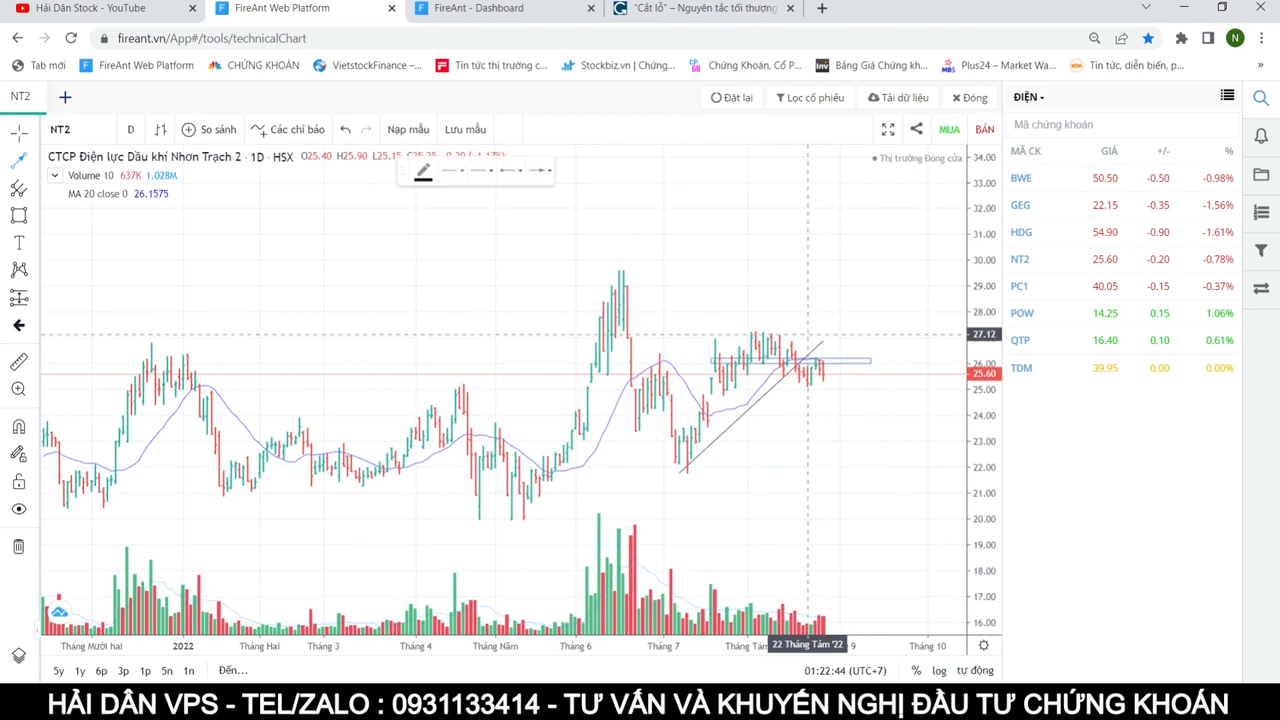 Hải Dân Stock - YouTube
FireAnt Web Platform
FireAnt - Dashboard
"Cắt lỗ" – Nguyên tắc tối thượng
fireant.vn/App#/tools/technicalChart
N
Tab mới
FireAnt Web Platform
CHỨNG KHOÁN
VietstockFinance –...
Tin tức thị trường c...
Stockbiz.vn | Chứng...
Chứng Khoán, Cổ P...
Bảng Giá Chứng kh...
Plus24 – Market Wa...
Tin tức, diễn biến, p...
NT2
Đặt lại
Lọc cổ phiếu
Tải dữ liệu
Đóng
ĐIỆN
NT2 D So sánh Các chỉ báo Nạp mẫu Lưu mẫu MUA BÁN
Mã chứng khoán
CTCP Điện lực Dầu khí Nhơn Trạch 2 · 1D · HSX O25.40 H25.90 L25.15
Thị trường Đóng cửa
Volume 10 637K 1.028M
MA 20 close 0 26.1575
MÃ CK GIÁ +/- %
BWE 50.50 -0.50 -0.98%
GEG 22.15 -0.35 -1.56%
HDG 54.90 -0.90 -1.61%
NT2 25.60 -0.20 -0.78%
PC1 40.05 -0.15 -0.37%
POW 14.25 0.15 1.06%
QTP 16.40 0.10 0.61%
TDM 39.95 0.00 0.00%
34.00
33.00
32.00
31.00
30.00
29.00
28.00
27.12
26.00
25.60
25.00
24.00
23.00
22.00
21.00
20.00
19.00
18.00
17.00
16.00
Tháng Mười hai 2022 Tháng Hai Tháng 3 Tháng 4 Tháng Năm Tháng 6 Tháng 7 Tháng Tám 22 Tháng Tám '22 9 Tháng 10
5y 1y 6p 3p 1p 5n 1n Đến... 01:22:44 (UTC+7) % log tự động
HẢI DÂN VPS - TEL/ZALO : 0931133414 - TƯ VẤN VÀ KHUYẾN NGHỊ ĐẦU TƯ CHỨNG KHOÁN